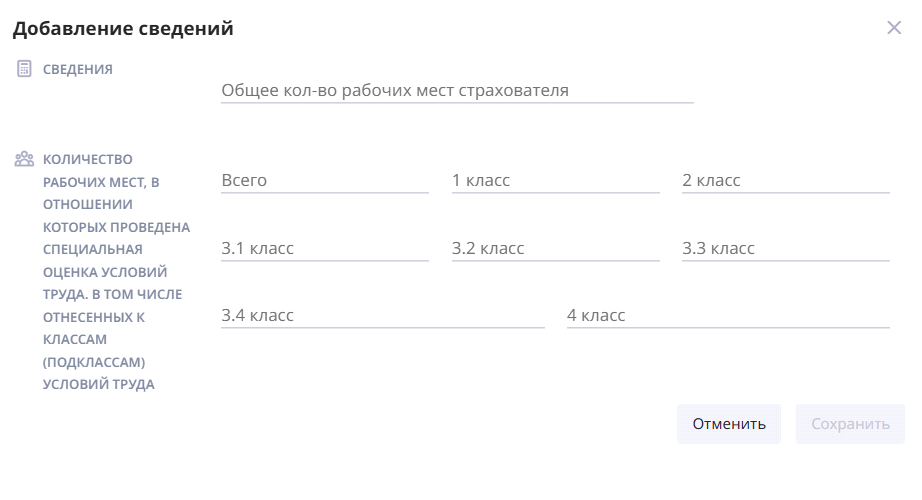 Добавление сведений
СВЕДЕНИЯ
Общее кол-во рабочих мест страхователя
КОЛИЧЕСТВО
РАБОЧИХ МЕСТ, В
ОТНОШЕНИИ
КОТОРЫХ ПРОВЕДЕНА
СПЕЦИАЛЬНАЯ
ОЦЕНКА УСЛОВИЙ
ТРУДА. В ТОМ ЧИСЛЕ
ОТНЕСЕННЫХ К
КЛАССАМ
(ПОДКЛАССАМ)
УСЛОВИЙ ТРУДА
Всего 1 класс 2 класс
3.1 класс 3.2 класс 3.3 класс
3.4 класс 4 класс
Отменить Сохранить